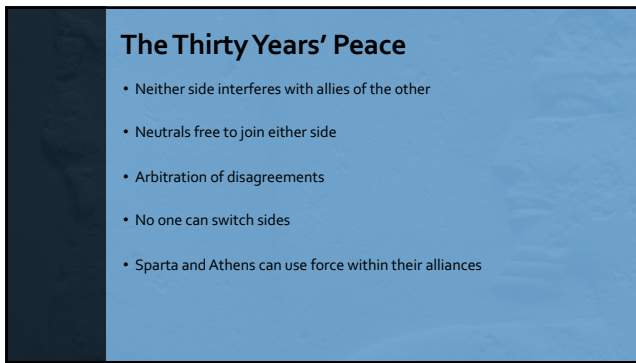 The Thirty Years' Peace
• Neither side interferes with allies of the other
• Neutrals free to join either side
• Arbitration of disagreements
• No one can switch sides
• Sparta and Athens can use force within their alliances